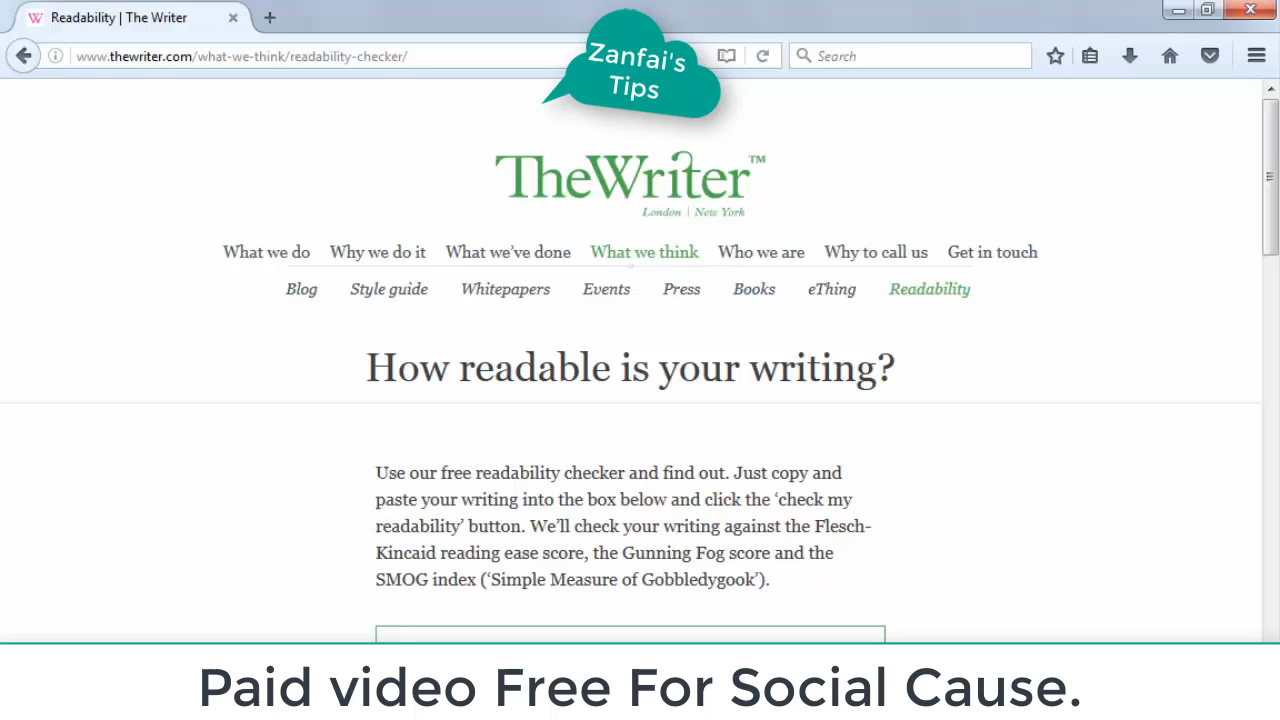 Readability | The Writer
www.thewriter.com/what-we-think/readability-checker/
Search
Zanfai's
Tips
TheWriter™
London | New York
What we do Why we do it What we've done What we think Who we are Why to call us Get in touch
Blog Style guide Whitepapers Events Press Books eThing Readability
How readable is your writing?
Use our free readability checker and find out. Just copy and
paste your writing into the box below and click the ‘check my
readability’ button. We’ll check your writing against the Flesch-
Kincaid reading ease score, the Gunning Fog score and the
SMOG index (‘Simple Measure of Gobbledygook’).
Paid video Free For Social Cause.